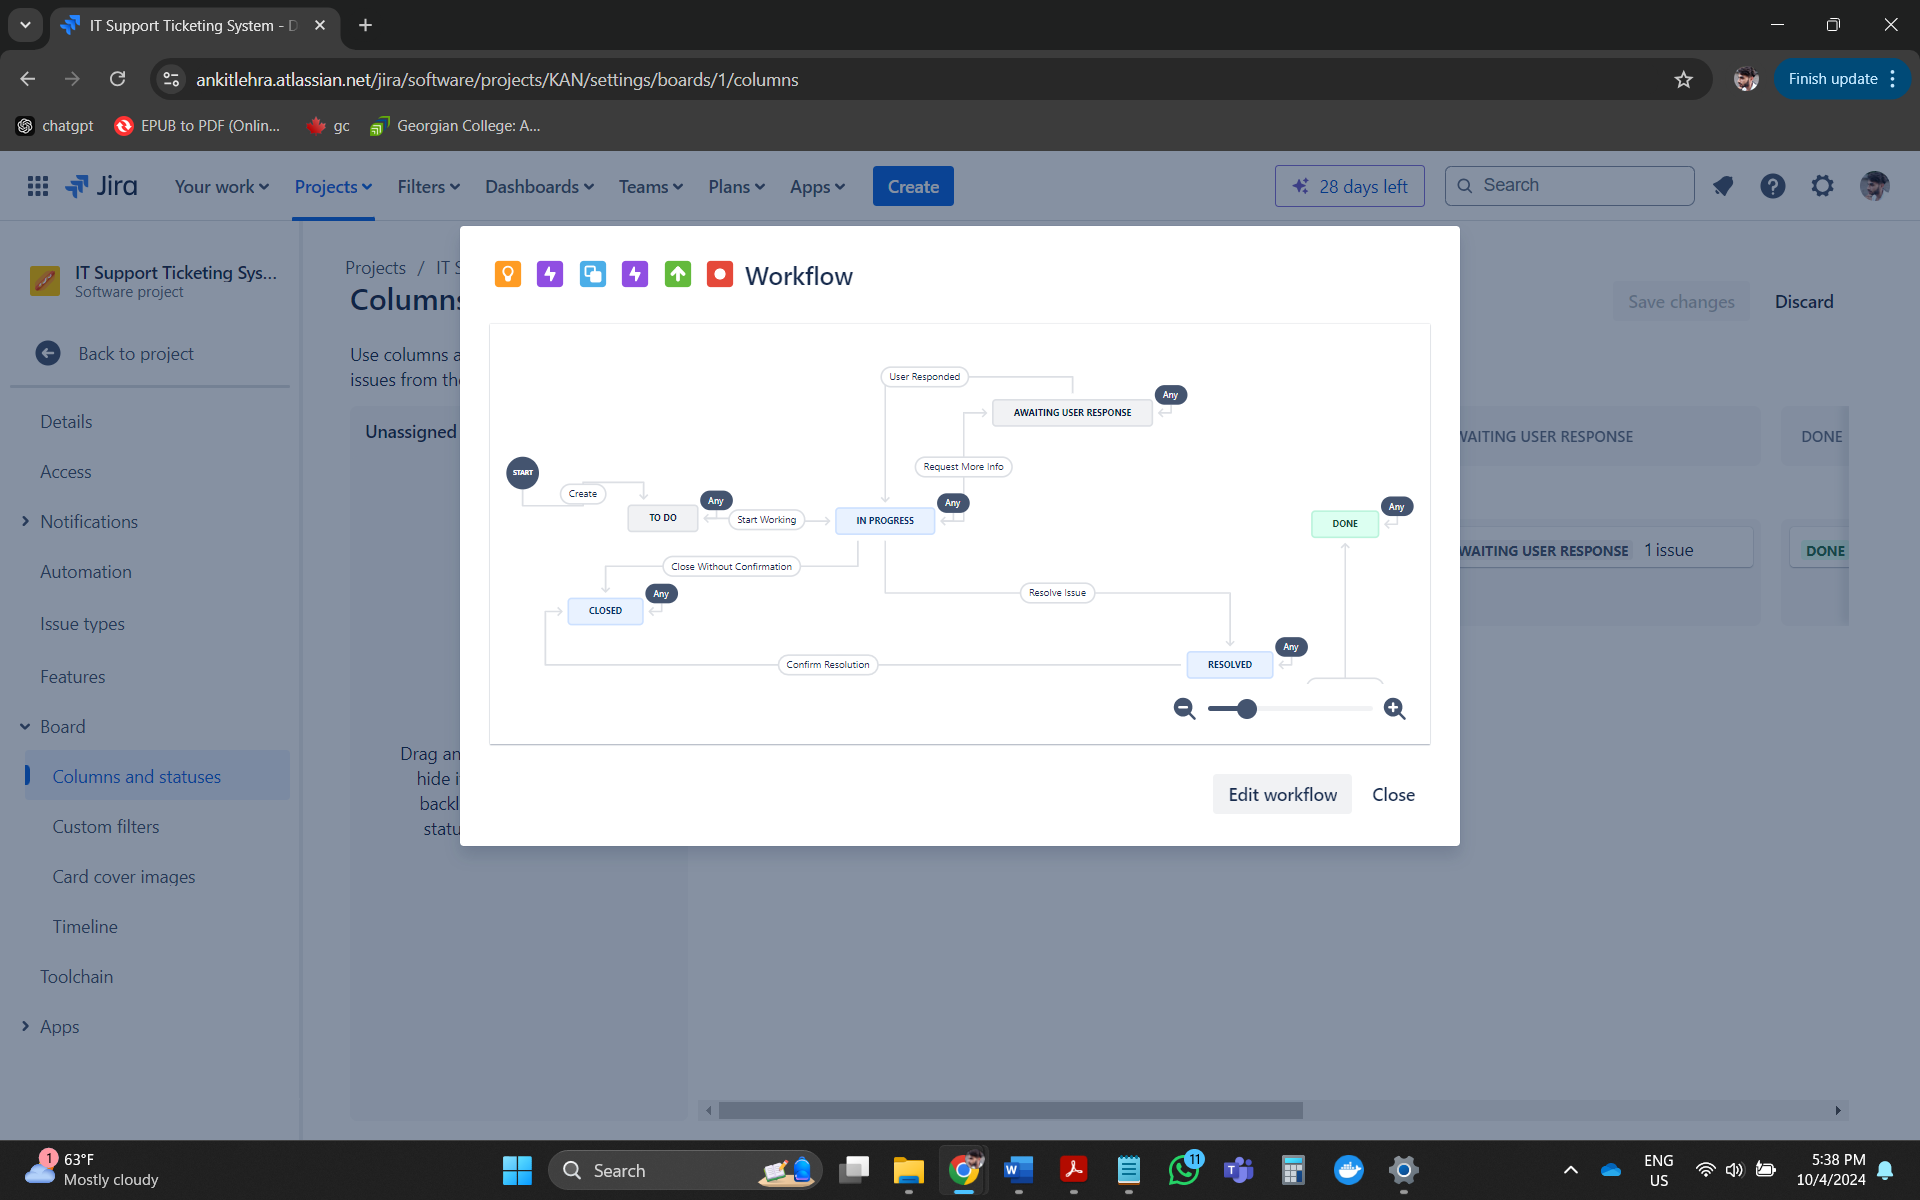 IT Support Ticketing System - D
ankitlehra.atlassian.net/jira/software/projects/KAN/settings/boards/1/columns
Finish update
chatgpt
EPUB to PDF (Onlin...
gc
Georgian College: A...
Jira
Your work
Projects
Filters
Dashboards
Teams
Plans
Apps
Create
28 days left
Search
IT Support Ticketing Sys...
Software project
Back to project
Details
Access
Notifications
Automation
Issue types
Features
Board
Columns and statuses
Custom filters
Card cover images
Timeline
Toolchain
Apps
Projects / IT S
Columns
Save changes
Discard
Use columns a
issues from the
Unassigned
Drag an
hide i
backl
statu
Workflow
User Responded
Any
AWAITING USER RESPONSE
Request More Info
START
Create
Any
TO DO
Start Working
Any
IN PROGRESS
Any
DONE
Close Without Confirmation
Any
CLOSED
Resolve Issue
Any
RESOLVED
Confirm Resolution
Edit workflow
Close
WAITING USER RESPONSE
DONE
WAITING USER RESPONSE 1 issue
DONE
1
63°F
Mostly cloudy
Search
11
ENG
US
5:38 PM
10/4/2024